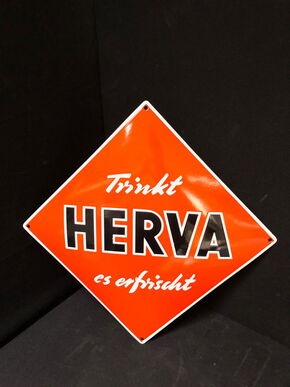 Trinkt
HERVA
es erfrischt